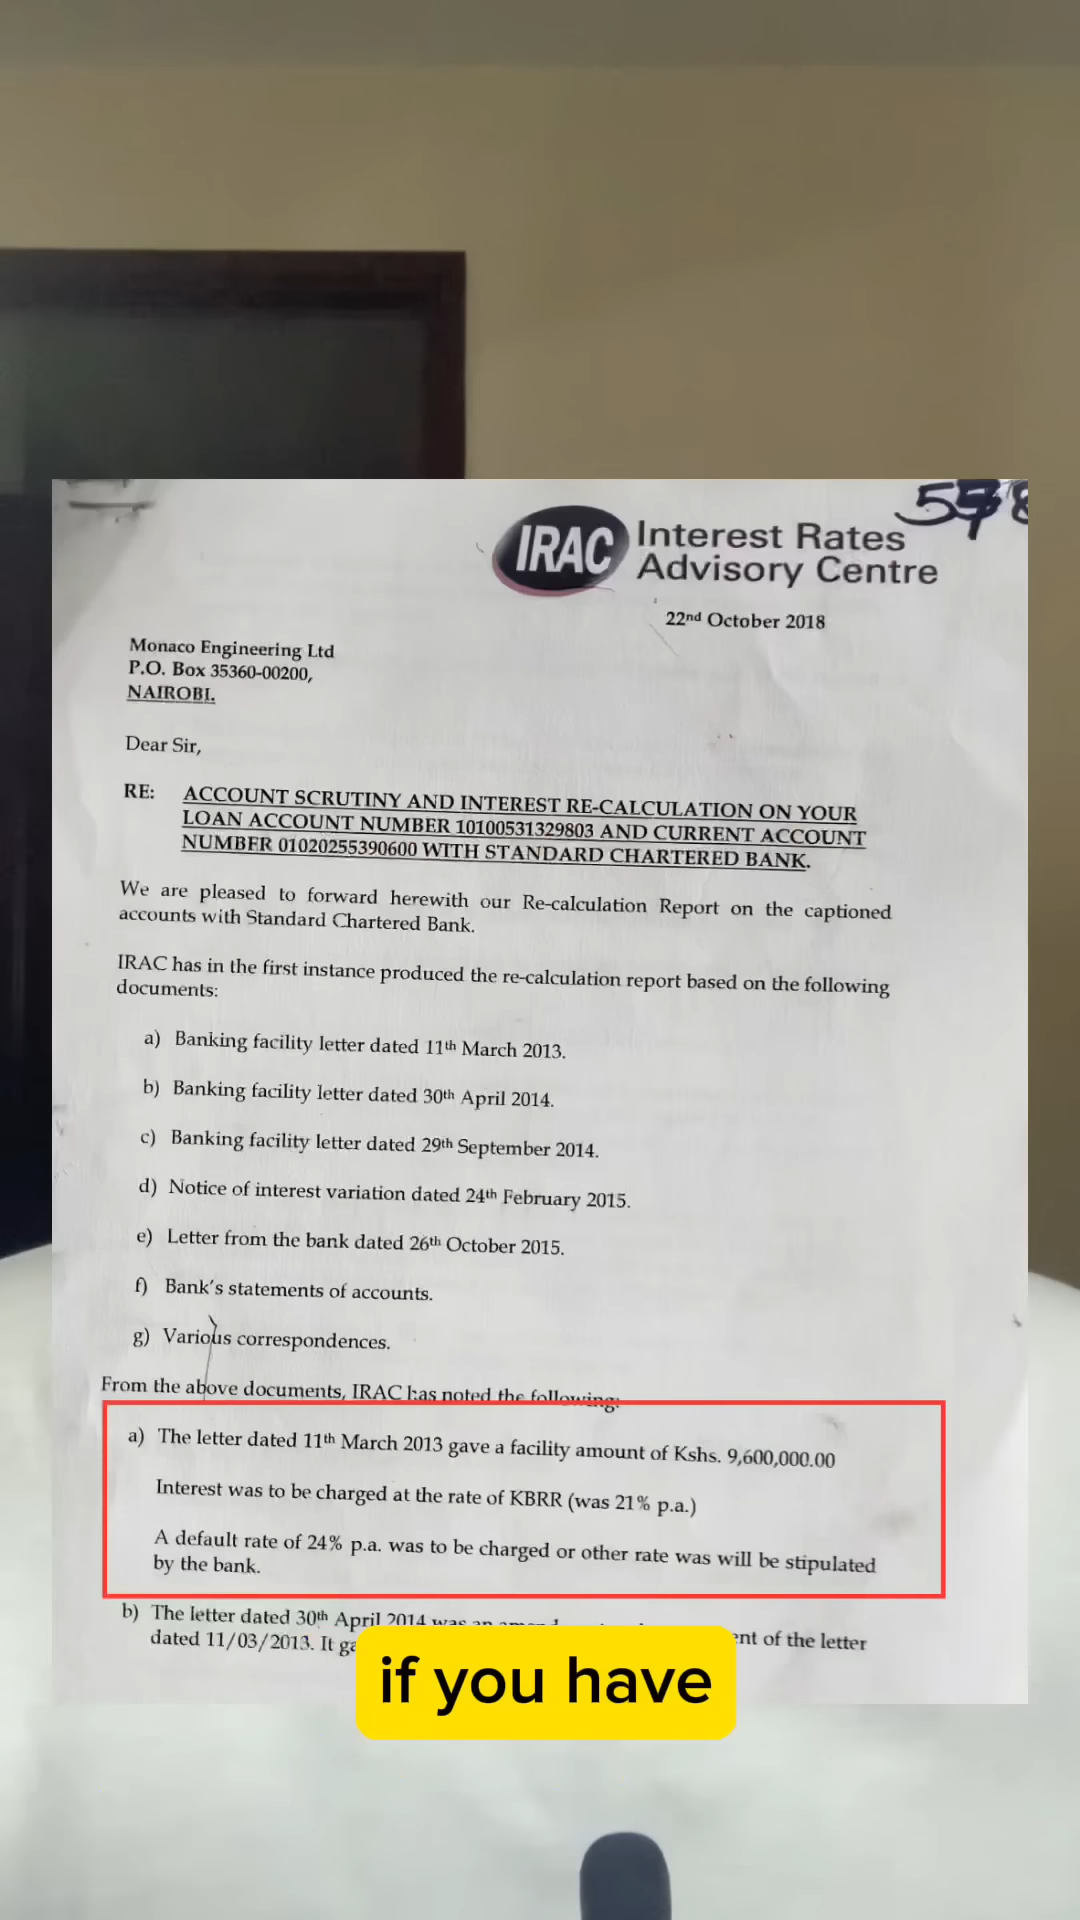 578
IRAC Interest Rates
Advisory Centre
22nd October 2018
Monaco Engineering Ltd
P.O. Box 35360-00200,
NAIROBI.
Dear Sir,
RE: ACCOUNT SCRUTINY AND INTEREST RE-CALCULATION ON YOUR
LOAN ACCOUNT NUMBER 10100531329803 AND CURRENT ACCOUNT
NUMBER 01020255390600 WITH STANDARD CHARTERED BANK.
We are pleased to forward herewith our Re-calculation Report on the captioned
accounts with Standard Chartered Bank.
IRAC has in the first instance produced the re-calculation report based on the following
documents:
a) Banking facility letter dated 11th March 2013.
b) Banking facility letter dated 30th April 2014.
c) Banking facility letter dated 29th September 2014.
d) Notice of interest variation dated 24th February 2015.
e) Letter from the bank dated 26th October 2015.
f) Bank's statements of accounts.
g) Various correspondences.
From the above documents, IRAC has noted the following:
a) The letter dated 11th March 2013 gave a facility amount of Kshs. 9,600,000.00
Interest was to be charged at the rate of KBRR (was 21% p.a.)
A default rate of 24% p.a. was to be charged or other rate was will be stipulated
by the bank.
b) The letter dated 30th April 2014 was an of the letter
dated 11/03/2013. It
if you have